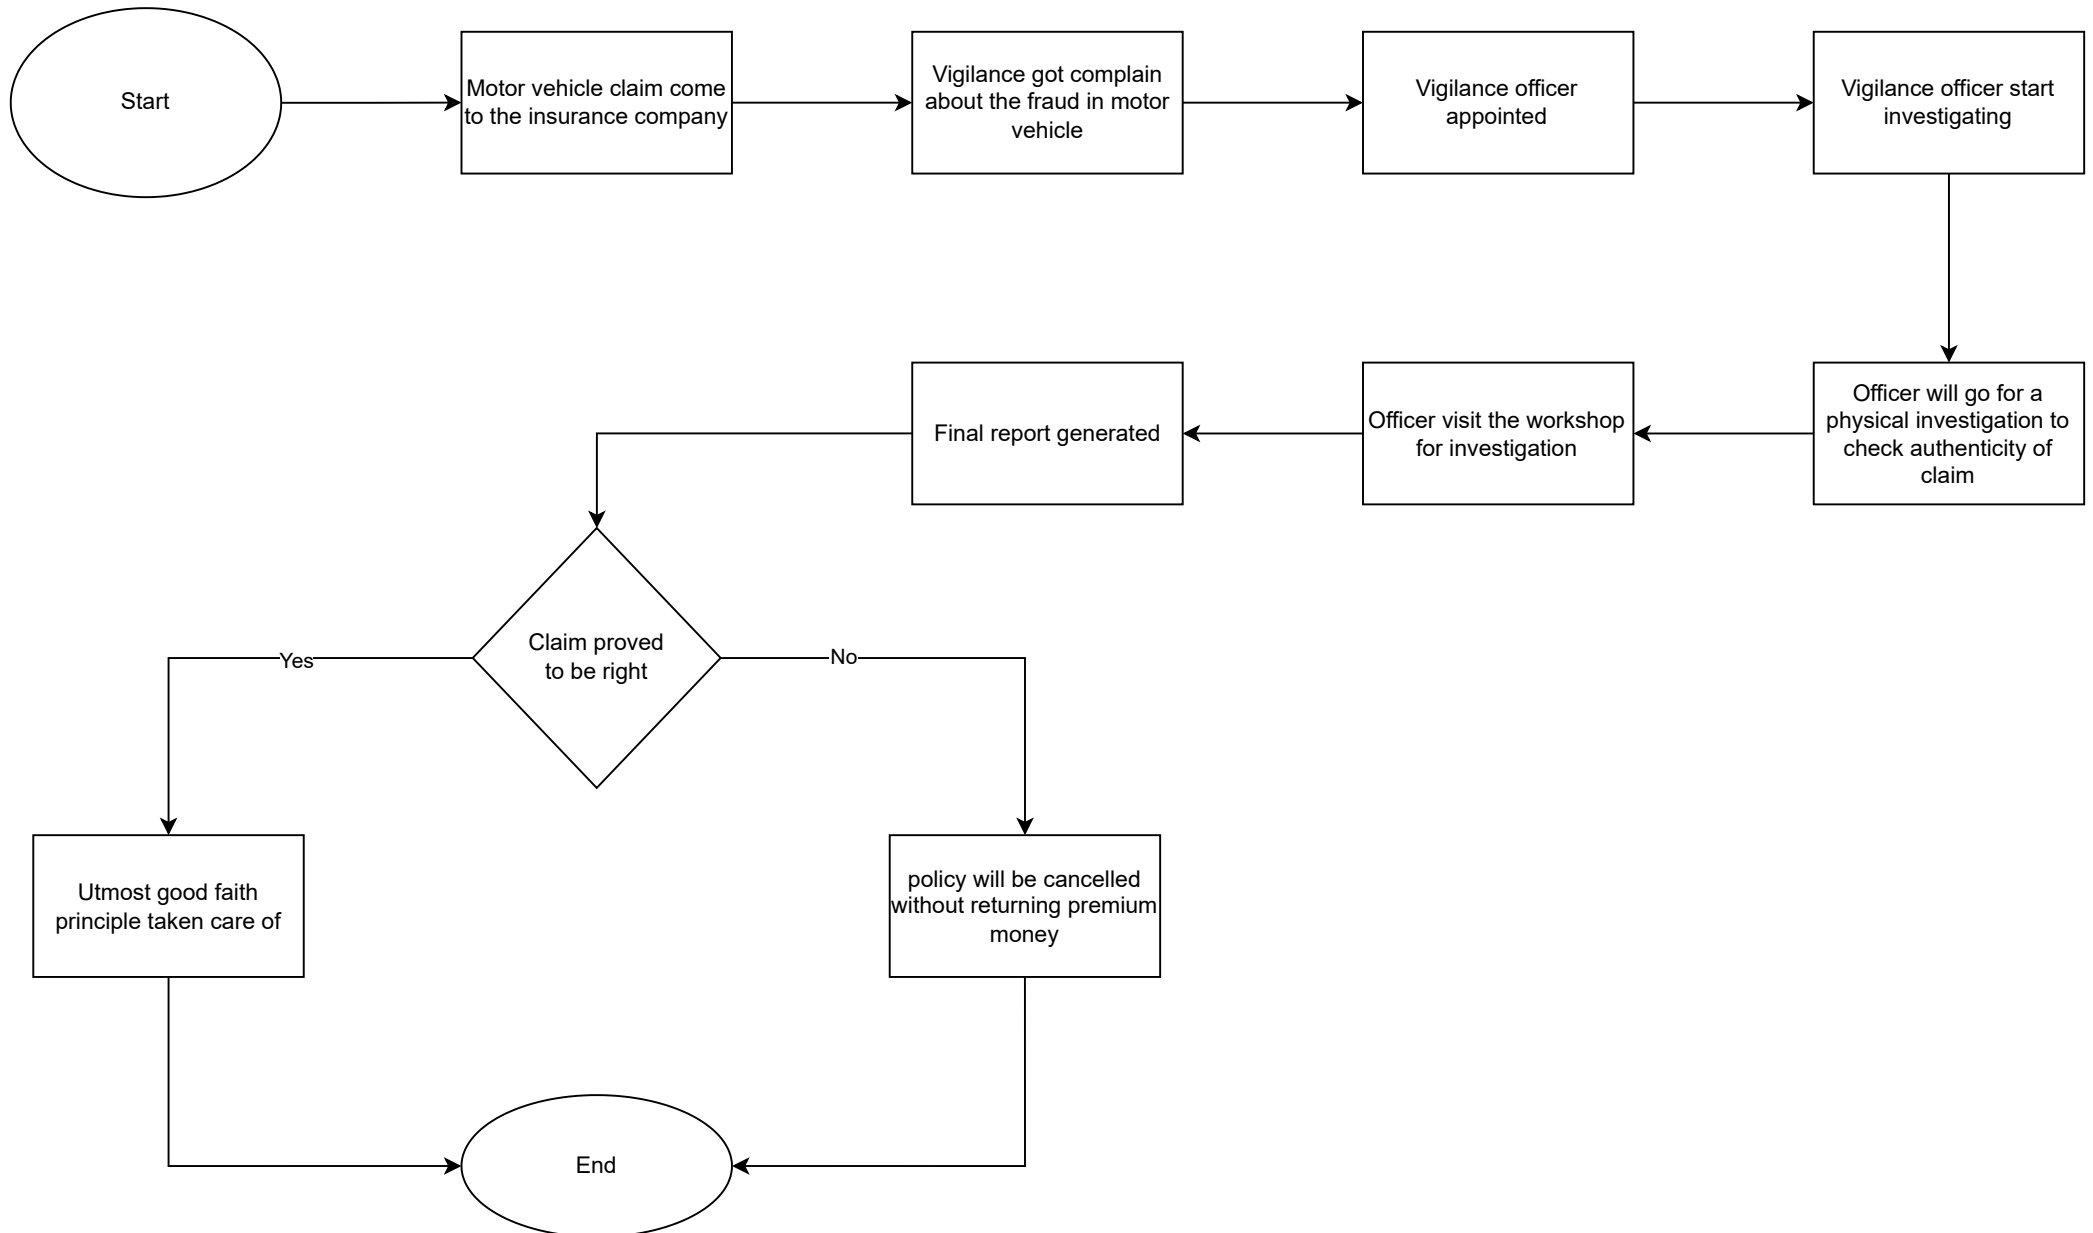 Start
Motor vehicle claim come
to the insurance company
Vigilance got complain
about the fraud in motor
vehicle
Vigilance officer
appointed
Vigilance officer start
investigating
Officer will go for a
physical investigation to
check authenticity of
claim
Officer visit the workshop
for investigation
Final report generated
Claim proved
to be right
Yes
No
Utmost good faith
principle taken care of
policy will be cancelled
without returning premium
money
End